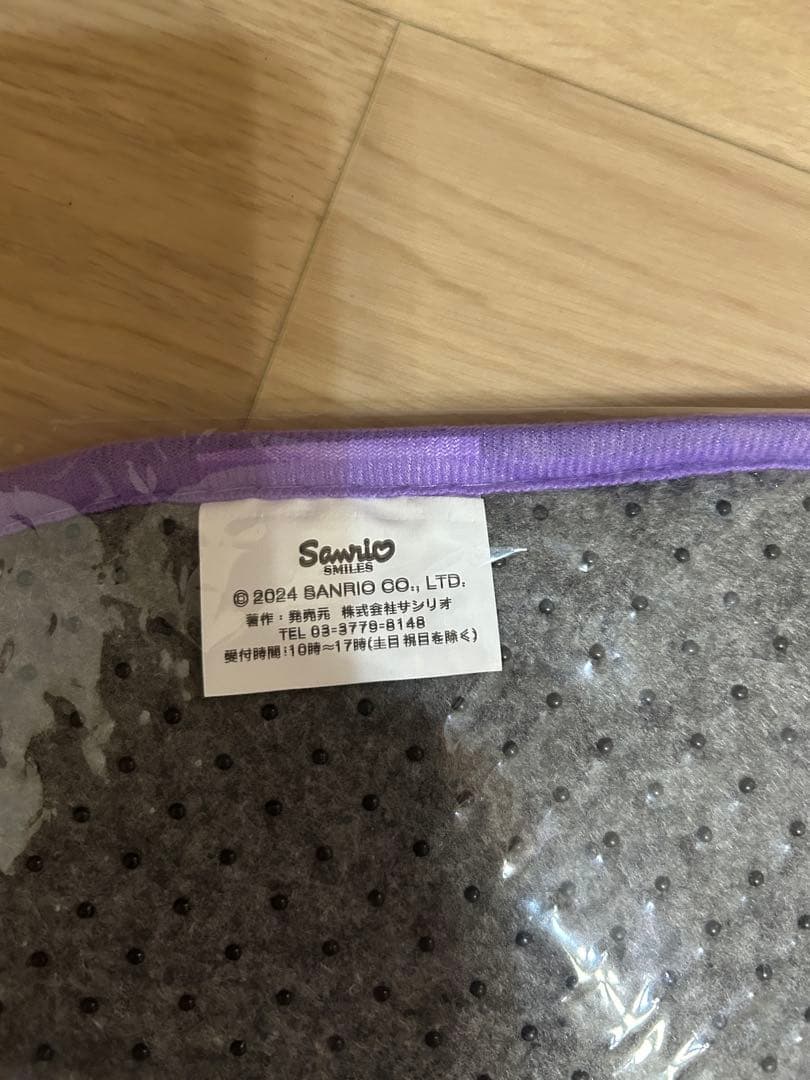 Sanrio
SMILES
© 2024 SANRIO CO., LTD.
著作・発売元 株式会社サンリオ
TEL 03-3779-8148
受付時間:10時～17時(土日祝日を除く)